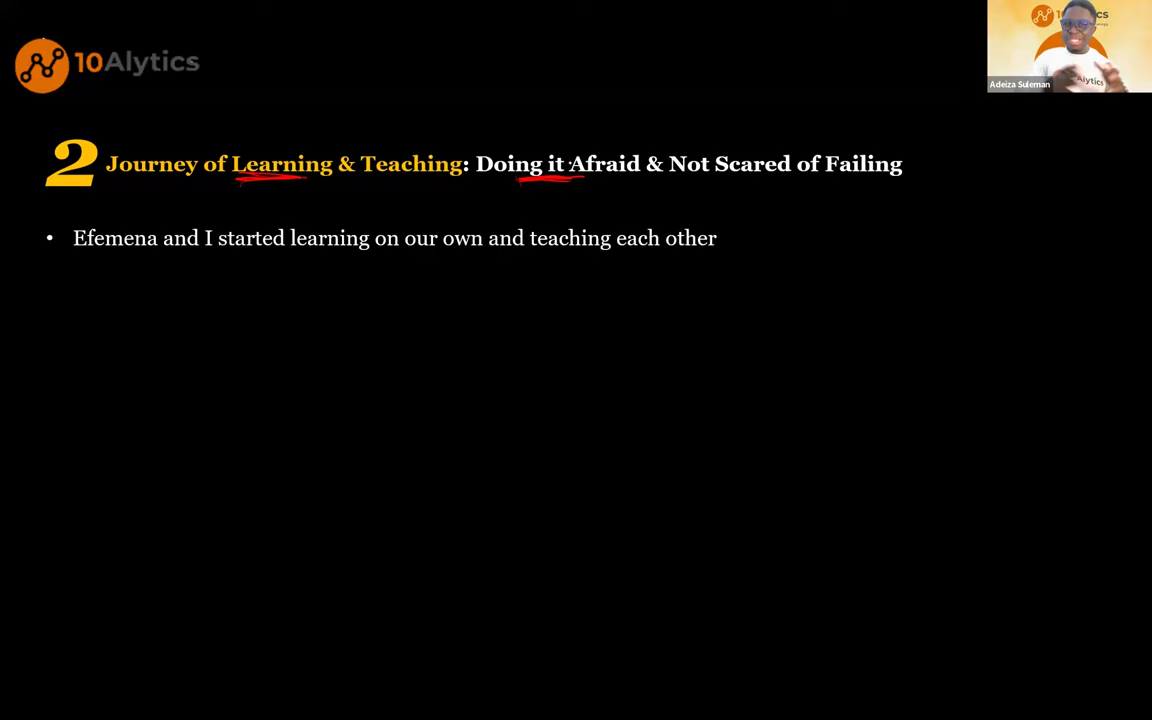 10Alytics
Adeiza Suleman
2 Journey of Learning & Teaching: Doing it Afraid & Not Scared of Failing
• Efemena and I started learning on our own and teaching each other